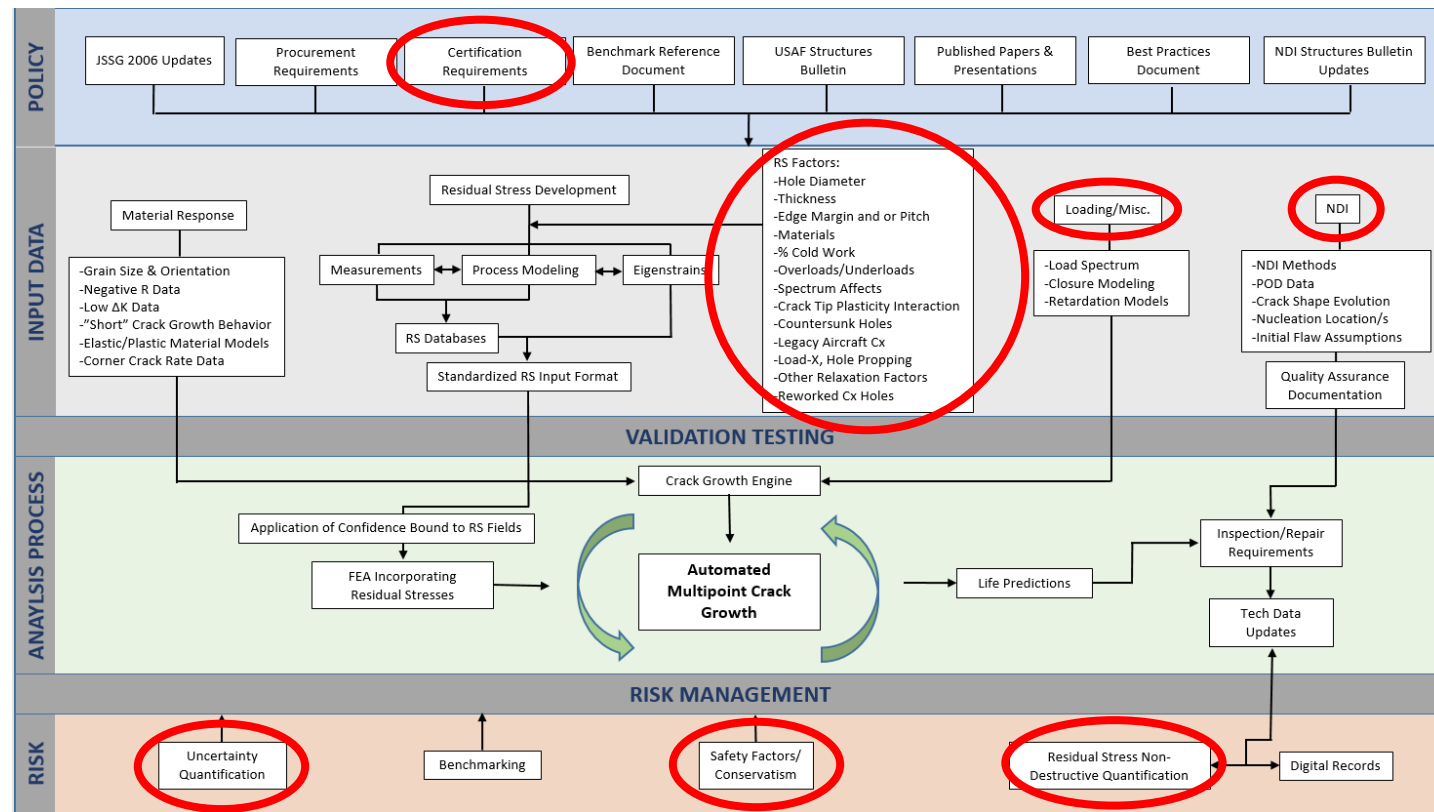 POLICY
JSSG 2006 Updates
Procurement
Requirements
Certification
Requirements
Benchmark Reference
Document
USAF Structures
Bulletin
Published Papers &
Presentations
Best Practices
Document
NDI Structures Bulletin
Updates
INPUT DATA
Material Response
-Grain Size & Orientation
-Negative R Data
-Low ΔK Data
-”Short” Crack Growth Behavior
-Elastic/Plastic Material Models
-Corner Crack Rate Data
Residual Stress Development
Measurements
Process Modeling
Eigenstrains
RS Databases
Standardized RS Input Format
RS Factors:
-Hole Diameter
-Thickness
-Edge Margin and or Pitch
-Materials
-% Cold Work
-Overloads/Underloads
-Spectrum Affects
-Crack Tip Plasticity Interaction
-Countersunk Holes
-Legacy Aircraft Cx
-Load-X, Hole Propping
-Other Relaxation Factors
-Reworked Cx Holes
Loading/Misc.
-Load Spectrum
-Closure Modeling
-Retardation Models
NDI
-NDI Methods
-POD Data
-Crack Shape Evolution
-Nucleation Location/s
-Initial Flaw Assumptions
Quality Assurance
Documentation
VALIDATION TESTING
ANAYLSIS PROCESS
Crack Growth Engine
Application of Confidence Bound to RS Fields
FEA Incorporating
Residual Stresses
Automated
Multipoint Crack
Growth
Life Predictions
Inspection/Repair
Requirements
Tech Data
Updates
RISK MANAGEMENT
RISK
Uncertainty
Quantification
Benchmarking
Safety Factors/
Conservatism
Residual Stress Non-
Destructive Quantification
Digital Records